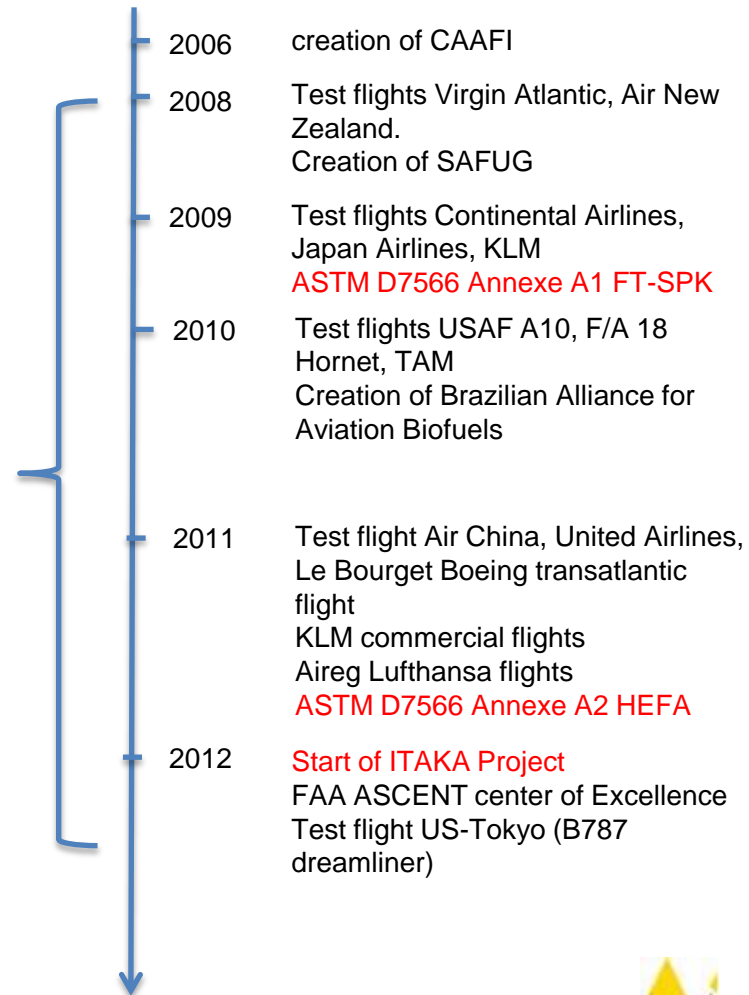 2006 creation of CAAFI
2008 Test flights Virgin Atlantic, Air New
Zealand.
Creation of SAFUG
2009 Test flights Continental Airlines,
Japan Airlines, KLM
ASTM D7566 Annexe A1 FT-SPK
2010 Test flights USAF A10, F/A 18
Hornet, TAM
Creation of Brazilian Alliance for
Aviation Biofuels
2011 Test flight Air China, United Airlines,
Le Bourget Boeing transatlantic
flight
KLM commercial flights
Aireg Lufthansa flights
ASTM D7566 Annexe A2 HEFA
2012 Start of ITAKA Project
FAA ASCENT center of Excellence
Test flight US-Tokyo (B787
dreamliner)